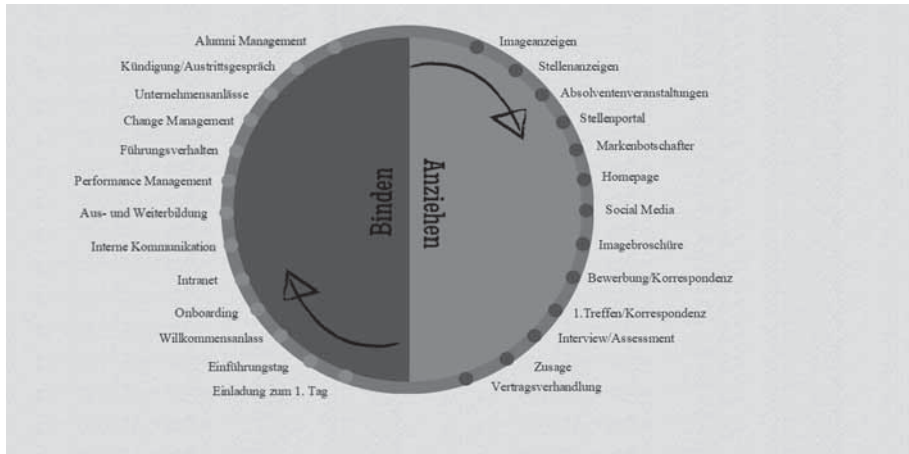 Alumni Management
Kündigung/Austrittsgespräch
Unternehmensanlässe
Change Management
Führungsverhalten
Performance Management
Aus- und Weiterbildung
Interne Kommunikation
Intranet
Onboarding
Willkommensanlass
Einführungstag
Einladung zum 1. Tag
Binden
Anziehen
Imageanzeigen
Stellenanzeigen
Absolventenveranstaltungen
Stellenportal
Markenbotschafter
Homepage
Social Media
Imagebroschüre
Bewerbung/Korrespondenz
1.Treffen/Korrespondenz
Interview/Assessment
Zusage
Vertragsverhandlung